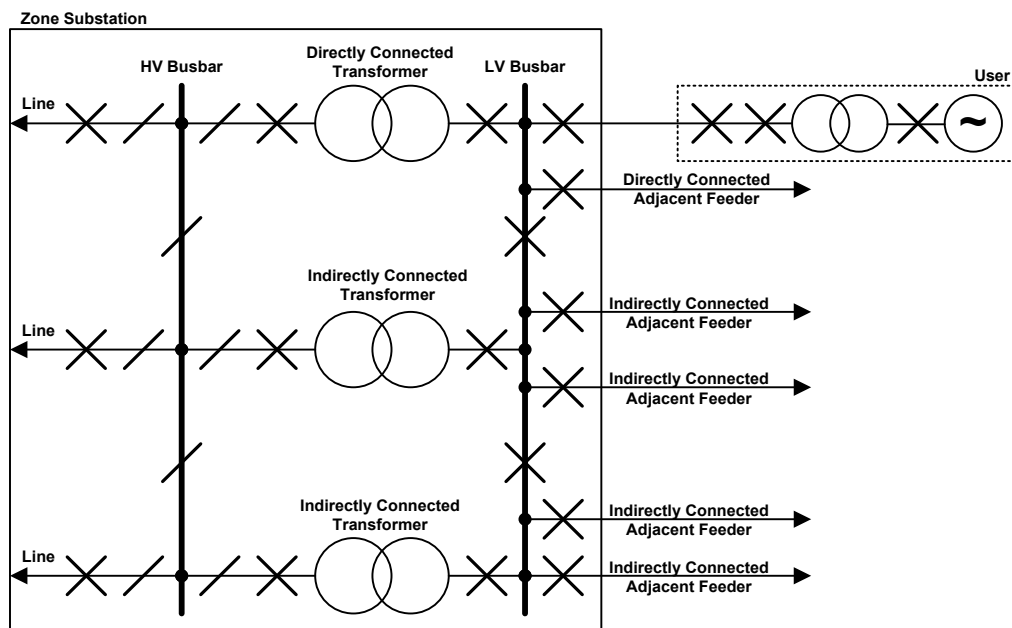 Zone Substation
HV Busbar
Directly Connected
Transformer
LV Busbar
User
Line
~
Directly Connected
Adjacent Feeder
Indirectly Connected
Transformer
Indirectly Connected
Adjacent Feeder
Line
Indirectly Connected
Adjacent Feeder
Indirectly Connected
Transformer
Indirectly Connected
Adjacent Feeder
Line
Indirectly Connected
Adjacent Feeder